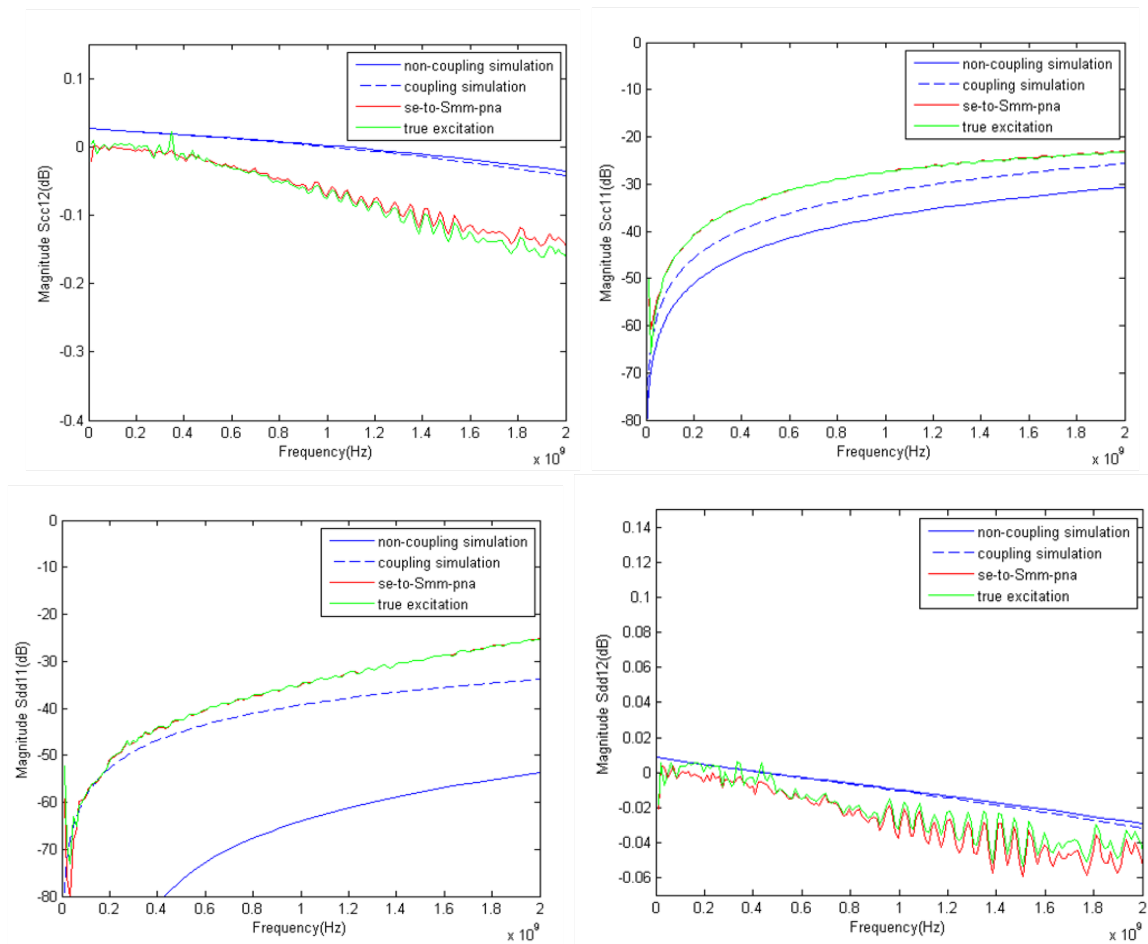 0.1
0
-0.1
-0.2
-0.3
-0.4
Magnitude Scc12(dB)
non-coupling simulation
coupling simulation
se-to-Smm-pna
true excitation
0 0.2 0.4 0.6 0.8 1 1.2 1.4 1.6 1.8 2
Frequency(Hz)
x 10^9
0
-10
-20
-30
-40
-50
-60
-70
-80
Magnitude Scc11(dB)
non-coupling simulation
coupling simulation
se-to-Smm-pna
true excitation
0 0.2 0.4 0.6 0.8 1 1.2 1.4 1.6 1.8 2
Frequency(Hz)
x 10^9
0
-10
-20
-30
-40
-50
-60
-70
-80
Magnitude Sdd11(dB)
non-coupling simulation
coupling simulation
se-to-Smm-pna
true excitation
0 0.2 0.4 0.6 0.8 1 1.2 1.4 1.6 1.8 2
Frequency(Hz)
x 10^9
0.14
0.12
0.1
0.08
0.06
0.04
0.02
0
-0.02
-0.04
-0.06
Magnitude Sdd12(dB)
non-coupling simulation
coupling simulation
se-to-Smm-pna
true excitation
0 0.2 0.4 0.6 0.8 1 1.2 1.4 1.6 1.8 2
Frequency(Hz)
x 10^9